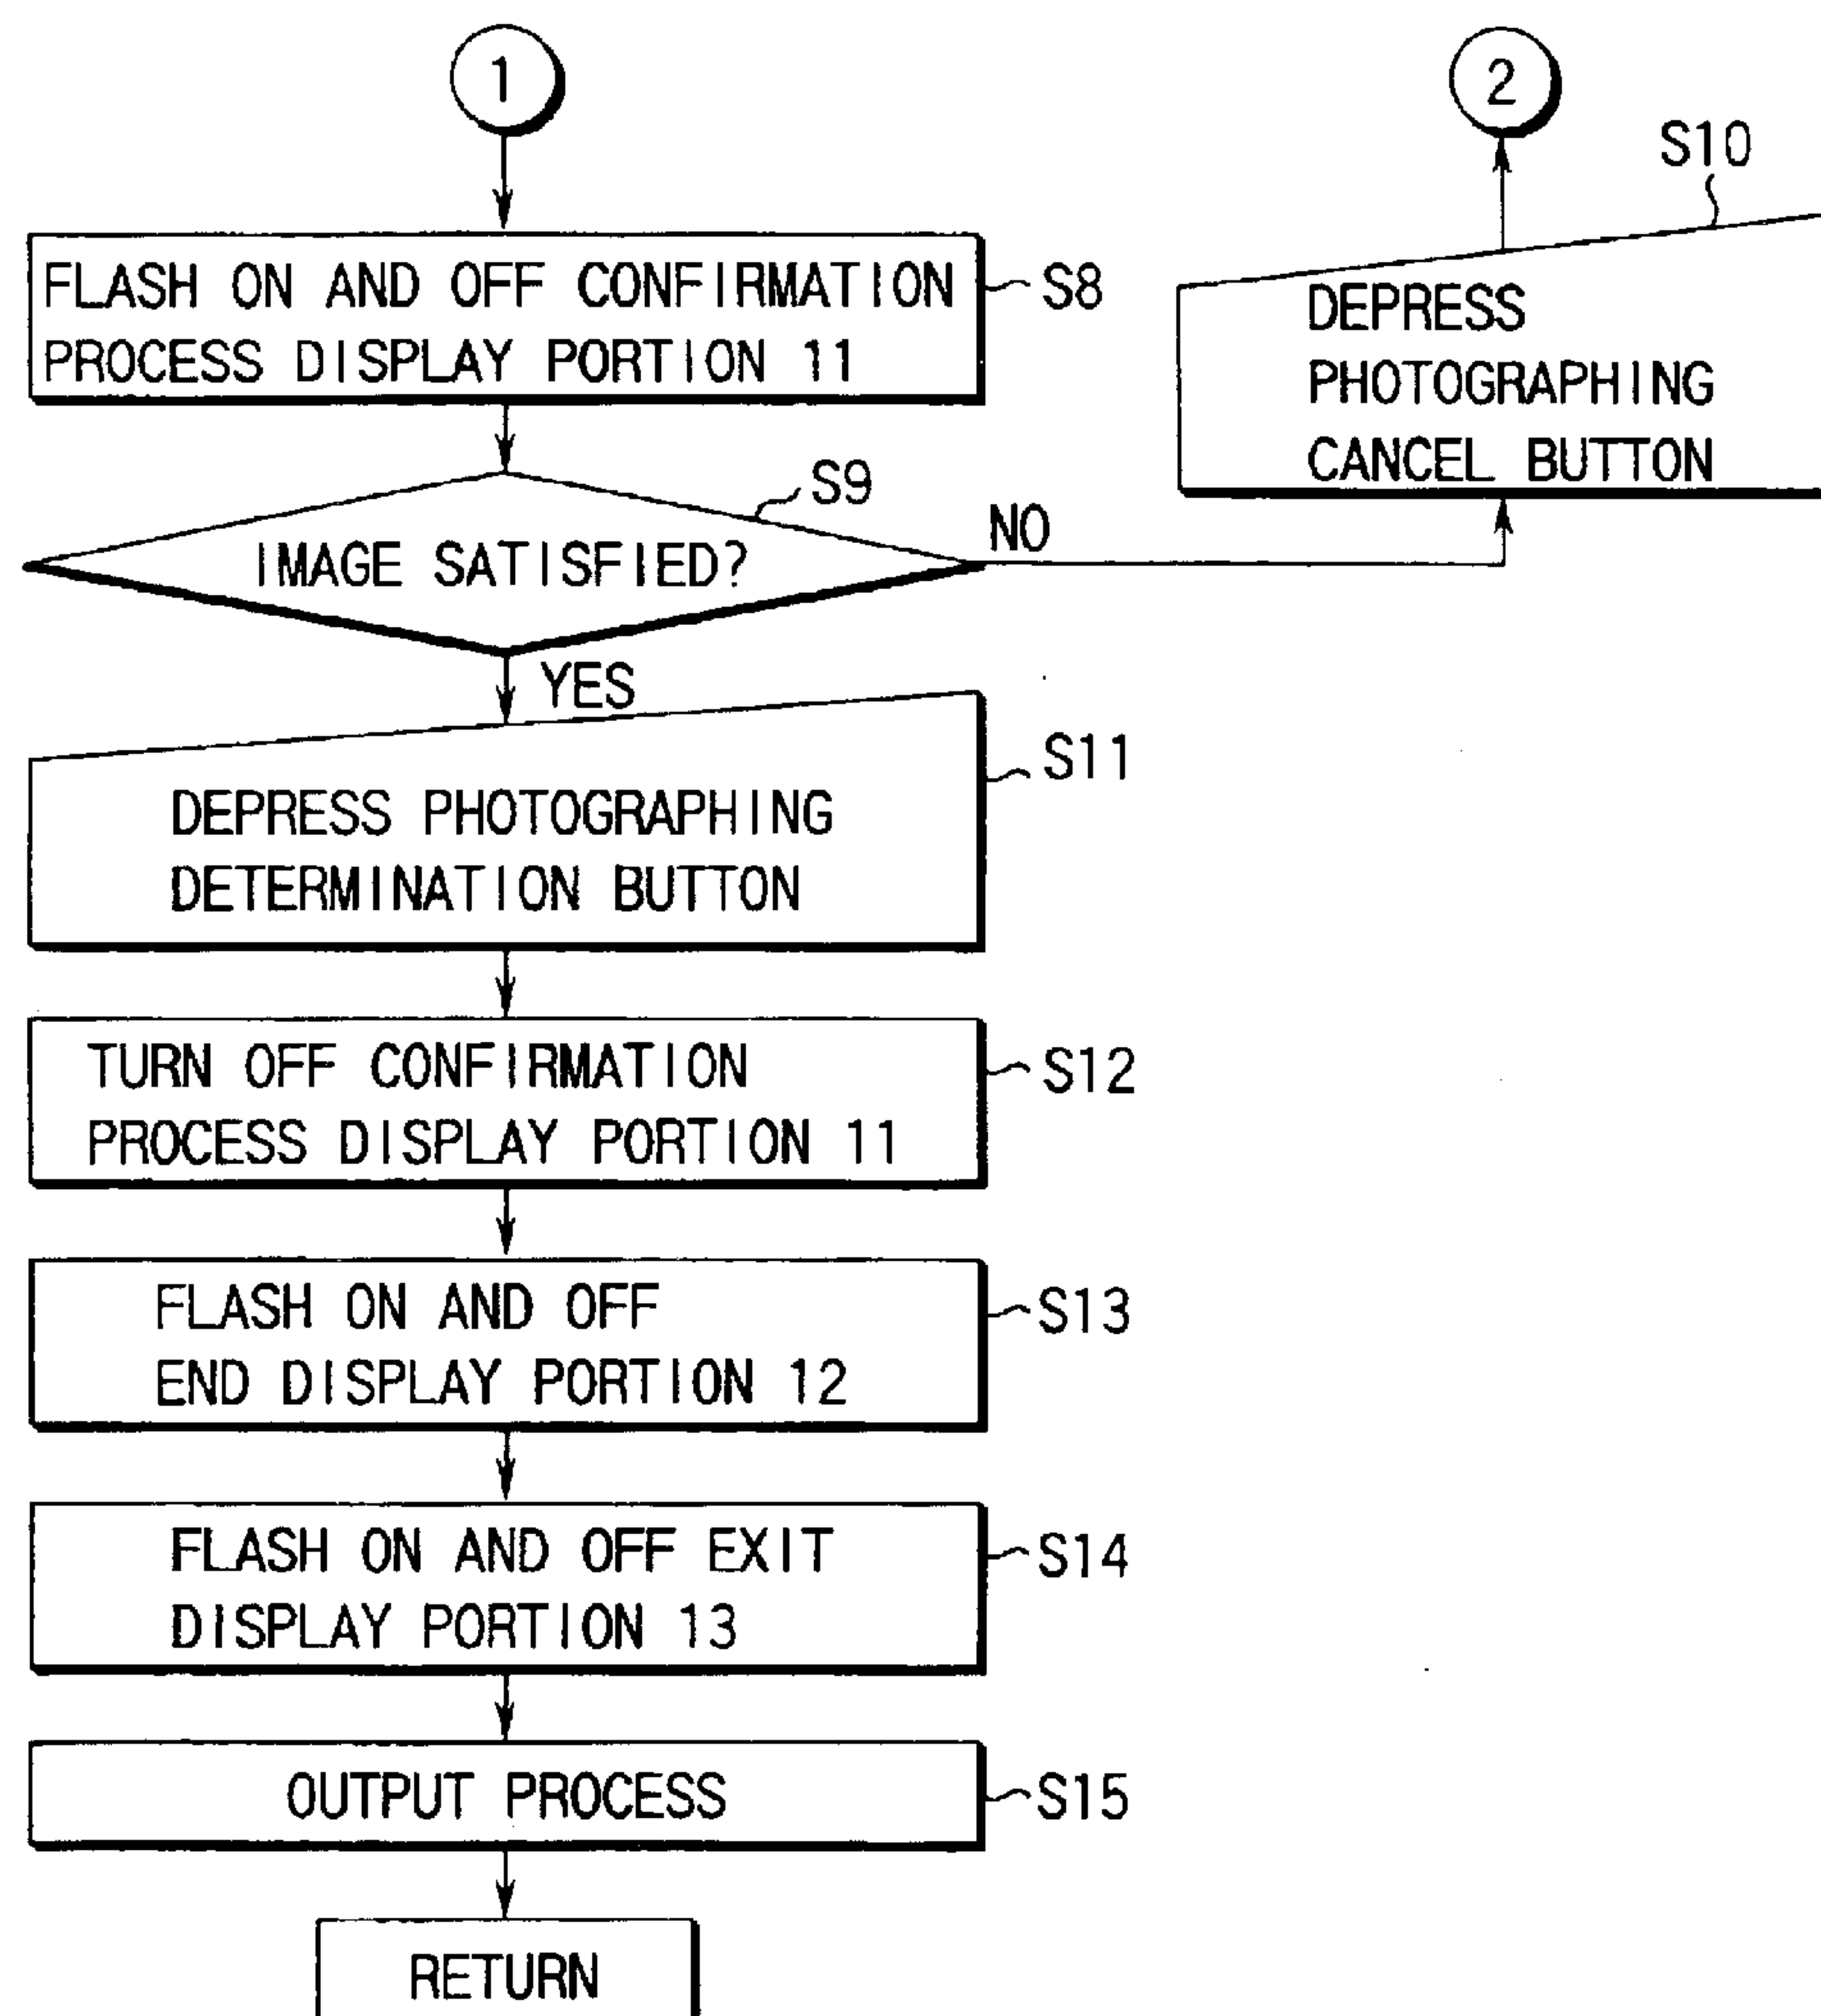 1
2
S10
FLASH ON AND OFF CONFIRMATION
PROCESS DISPLAY PORTION 11
S8
DEPRESS
PHOTOGRAPHING
CANCEL BUTTON
S9
IMAGE SATISFIED?
NO
YES
DEPRESS PHOTOGRAPHING
DETERMINATION BUTTON
S11
TURN OFF CONFIRMATION
PROCESS DISPLAY PORTION 11
S12
FLASH ON AND OFF
END DISPLAY PORTION 12
S13
FLASH ON AND OFF EXIT
DISPLAY PORTION 13
S14
OUTPUT PROCESS
S15
RETURN